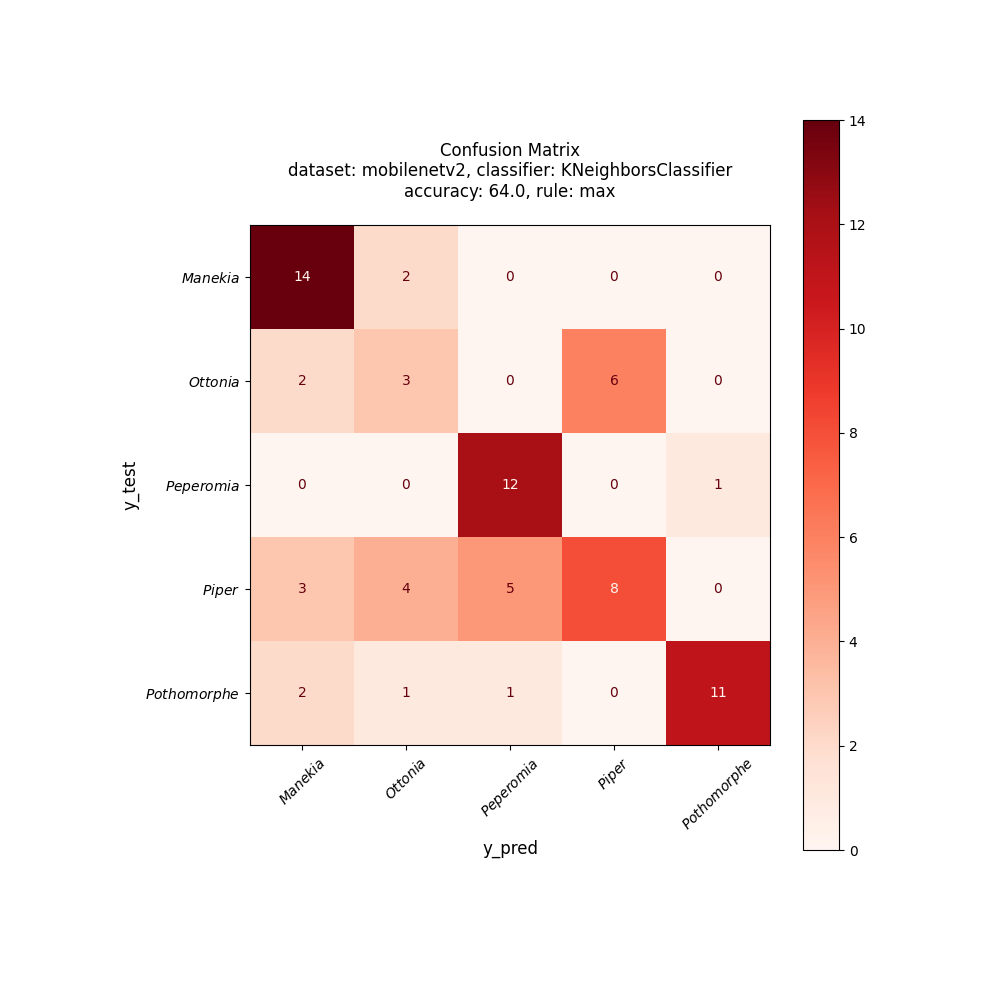 Confusion Matrix
dataset: mobilenetv2, classifier: KNeighborsClassifier
accuracy: 64.0, rule: max
14
12
10
8
6
4
2
0
y_test
Manekia 14 2 0 0 0
Ottonia 2 3 0 6 0
Peperomia 0 0 12 0 1
Piper 3 4 5 8 0
Pothomorphe 2 1 1 0 11
Manekia Ottonia Peperomia Piper Pothomorphe
y_pred